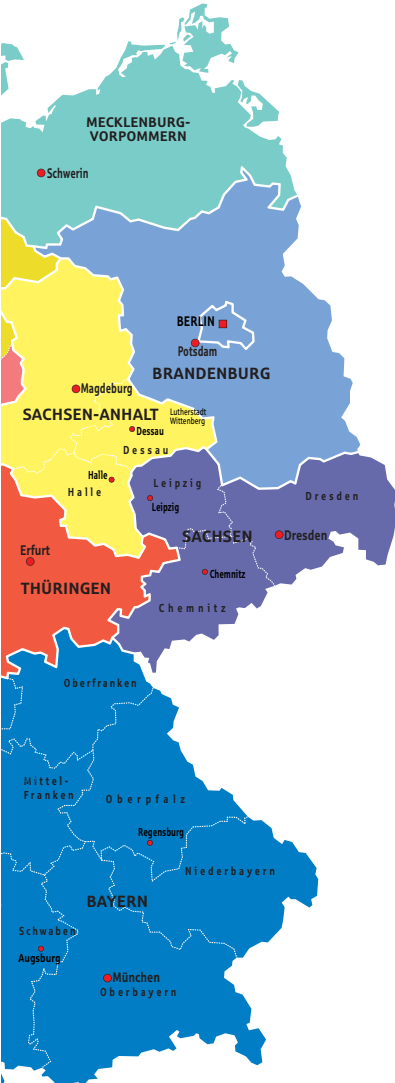 MECKLENBURG-
VORPOMMERN
Schwerin
BERLIN
Potsdam
BRANDENBURG
Magdeburg
SACHSEN-ANHALT
Lutherstadt
Wittenberg
Dessau
Dessau
Halle
Halle
Leipzig
Leipzig
Dresden
SACHSEN
Dresden
Erfurt
Chemnitz
THÜRINGEN
Chemnitz
Oberfranken
Mittel-
Franken
Oberpfalz
Regensburg
Niederbayern
BAYERN
Schwaben
Augsburg
München
Oberbayern